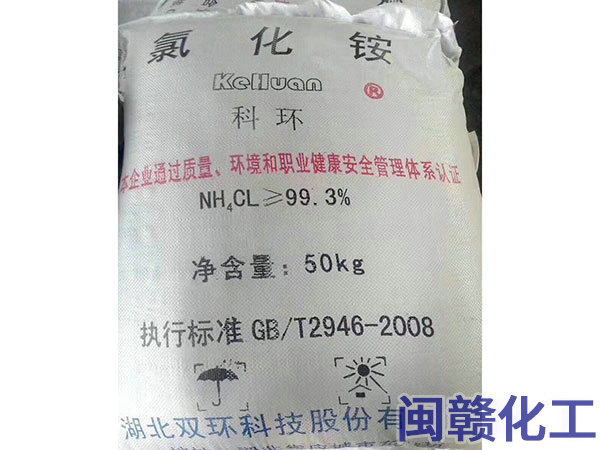 氯化铵
Kelluan ®
科环
本企业通过质量、环境和职业健康安全管理体系认证
NH₄CL≥99.3%
净含量：50kg
执行标准 GB/T2946-2008
湖北双环科技股份有
闽赣化工